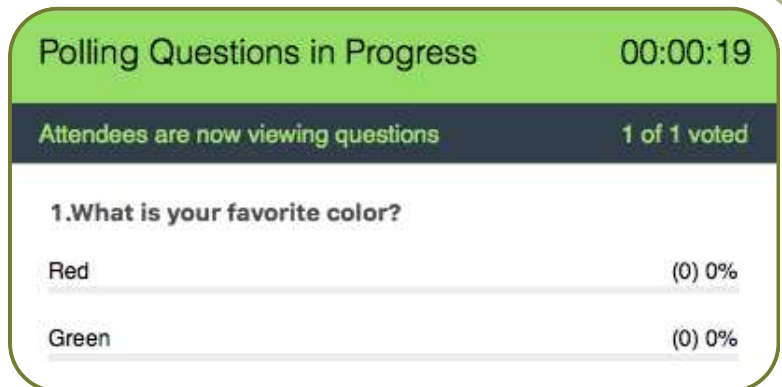 Polling Questions in Progress 00:00:19
Attendees are now viewing questions 1 of 1 voted
1.What is your favorite color?
Red (0) 0%
Green (0) 0%